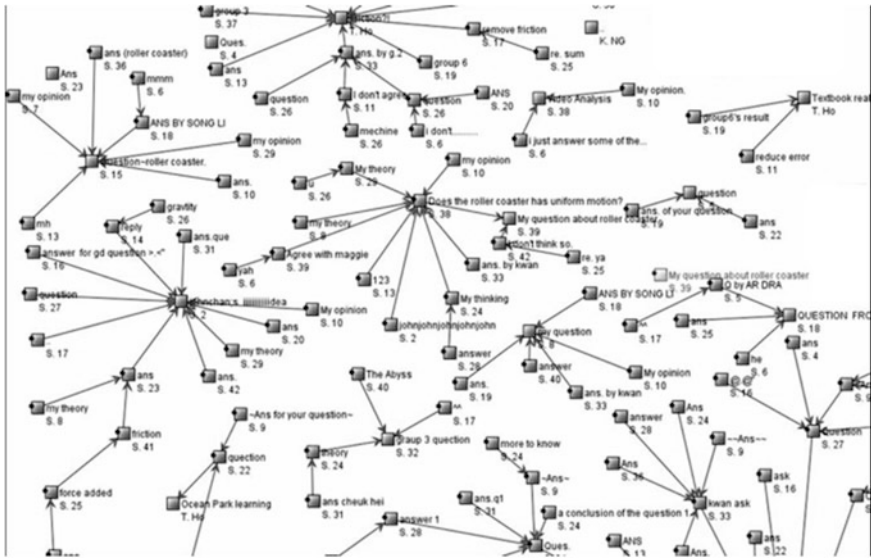 group 3
S. 37
T. Ho
Ques.
S. 4
remove friction
S. 17
..
K. NG
ans (roller coaster)
S. 36
Ans
S. 23
mmm
S. 6
my opinion
S. 7
ans
S. 13
ans. by g.2
S. 33
group 6
S. 19
re. sum
S. 25
question
S. 26
I don't agree
S. 11
question
S. 26
ANS
S. 20
Video Analysis
S. 38
My opinion.
S. 10
Textbook
T. Ho
group6's result
S. 19
ANS BY SONG LI
S. 18
mechine
S. 26
i don't.........
S. 6
i just answer some of the...
S. 6
reduce error
S. 11
my opinion
S. 29
question~roller coaster.
S. 15
ans.
S. 10
u
S. 26
My theory
S. 29
my opinion
S. 10
mh
S. 13
gravtity
S. 26
reply
S. 14
ans.que
S. 31
Does the roller coaster has uniform motion?
S. 38
my theory
S. 8
My question about roller coaster
S. 39
question
ans. of your question
S. 19
ans
S. 22
answer for gd question >.<"
S. 16
yah
S. 6
Agree with maggie
S. 39
I don't think so.
S. 42
re. ya
S. 25
ans. by kwan
S. 33
question
S. 27
123
S. 13
My question about roller coaster
S. 39
Q by AR DRA
S. 5
My opinion
S. 10
My thinking
S. 24
ANS BY SONG LI
S. 18
johnjohnjohnjohnjohn
S. 2
^^
S. 17
ans
S. 25
QUESTION FRO
S. 18
..
S. 17
ans
S. 20
my theory
S. 29
my question
S. 8
answer
S. 28
he
S. 6
ans
S. 4
ans
S. 23
ans.
S. 42
The Abyss
S. 40
ans.
S. 19
answer
S. 40
My opinion
S. 10
ans. by kwan
S. 33
@ @
S. 16
my theory
S. 8
~Ans for your question~
S. 9
^^
S. 17
answer
S. 28
Ans
S. 24
friction
S. 41
question
S. 22
theory
S. 24
group 3 quection
S. 32
more to know
S. 24
~~Ans~~
S. 9
Question
S. 27
Ans
S. 36
~Ans~
S. 9
ask
S. 16
force added
S. 25
Ocean Park learning
T. Ho
ans cheuk hei
S. 31
ans.q1
S. 31
kwan ask
S. 33
answer 1
S. 28
a conclusion of the question 1
S. 24
Ques.
ANS
S. 13
Ans.
ans
S. 22